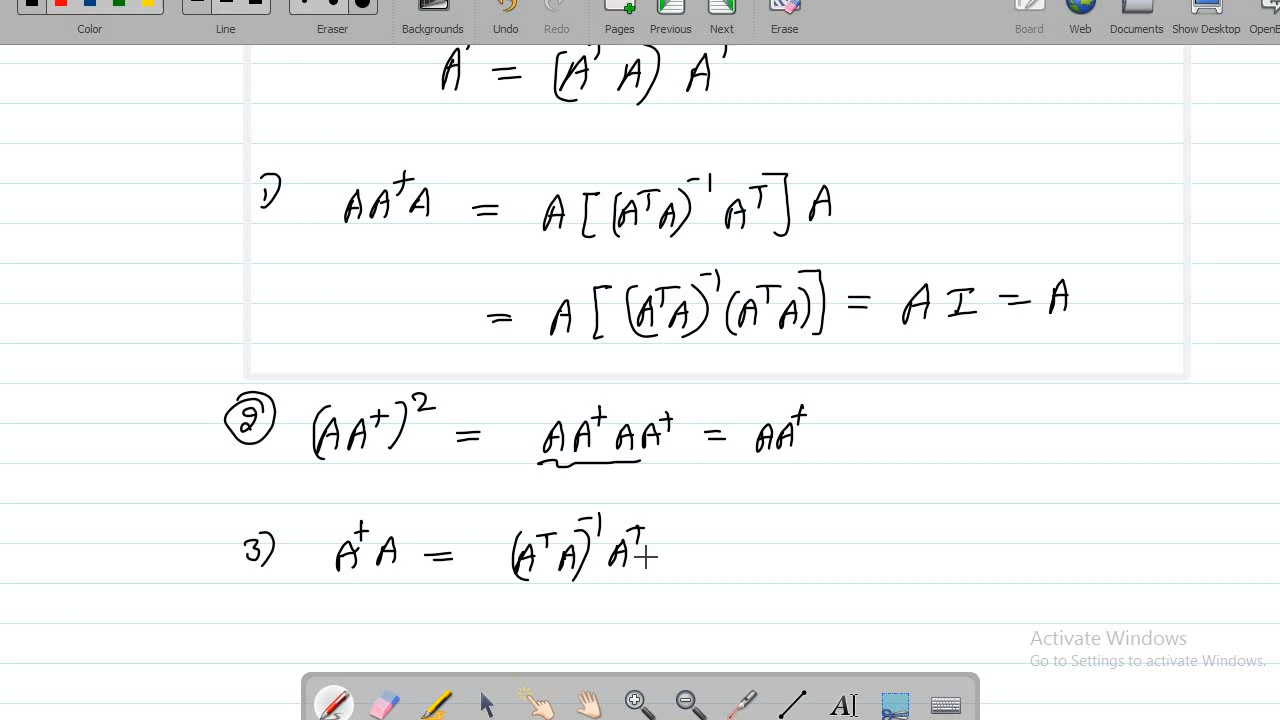 Color Line Eraser Backgrounds Undo Redo Pages Previous Next Erase Board Web Documents Show Desktop
A = (A A) A
1) AA⁺A = A[(AᵀA)⁻¹ Aᵀ] A
= A[(AᵀA)⁻¹(AᵀA)] = A I = A
2) (AA⁺)² = AA⁺AA⁺ = AA⁺
3) A⁺A = (AᵀA)⁻¹Aᵀ
Activate Windows
Go to Settings to activate Windows.